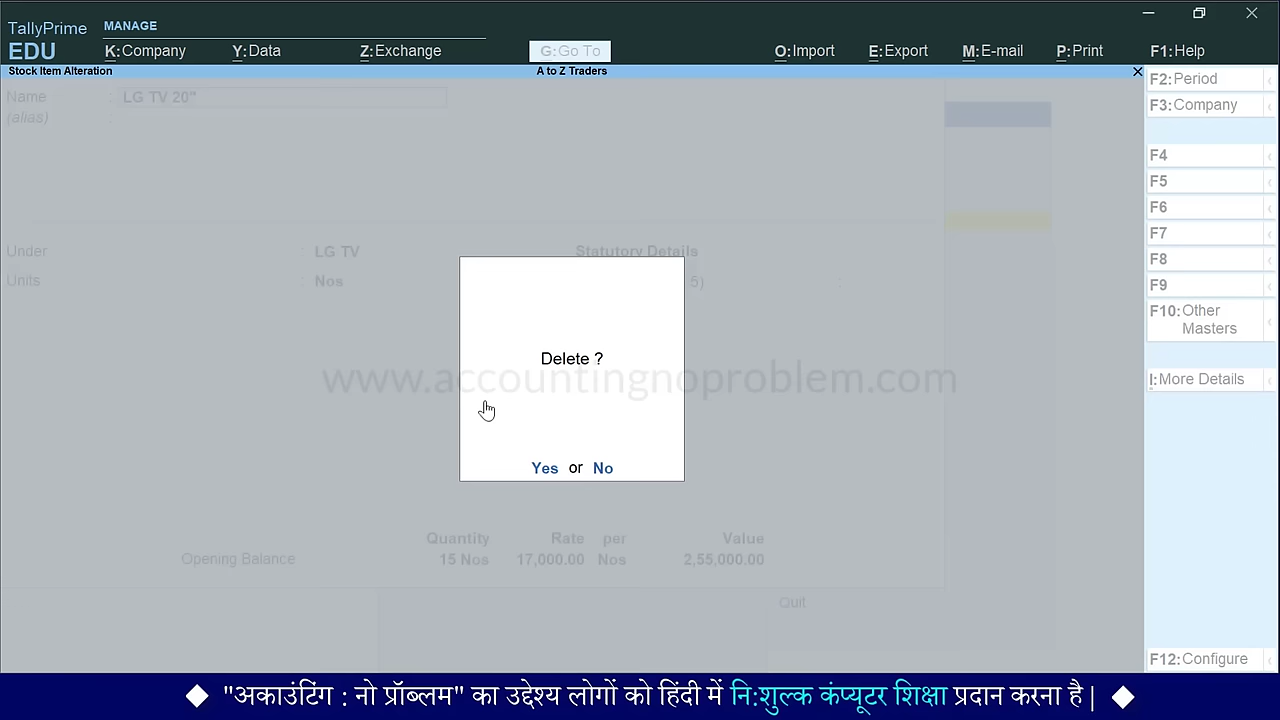 TallyPrime
EDU
MANAGE
K:Company Y:Data Z:Exchange G:Go To O:Import E:Export M:E-mail P:Print F1:Help
Stock Item Alteration A to Z Traders
Name : LG TV 20"
(alias) :
Under : LG TV Statutory Details
Units : Nos 5) :
Delete ?
www.accountingnoproblem.com
Yes or No
Quantity Rate per Value
Opening Balance 15 Nos 17,000.00 Nos 2,55,000.00
Quit
F2:Period
F3:Company
F4
F5
F6
F7
F8
F9
F10:Other
Masters
I:More Details
F12:Configure
"अकाउंटिंग : नो प्रॉब्लम" का उद्देश्य लोगों को हिंदी में नि:शुल्क कंप्यूटर शिक्षा प्रदान करना है |